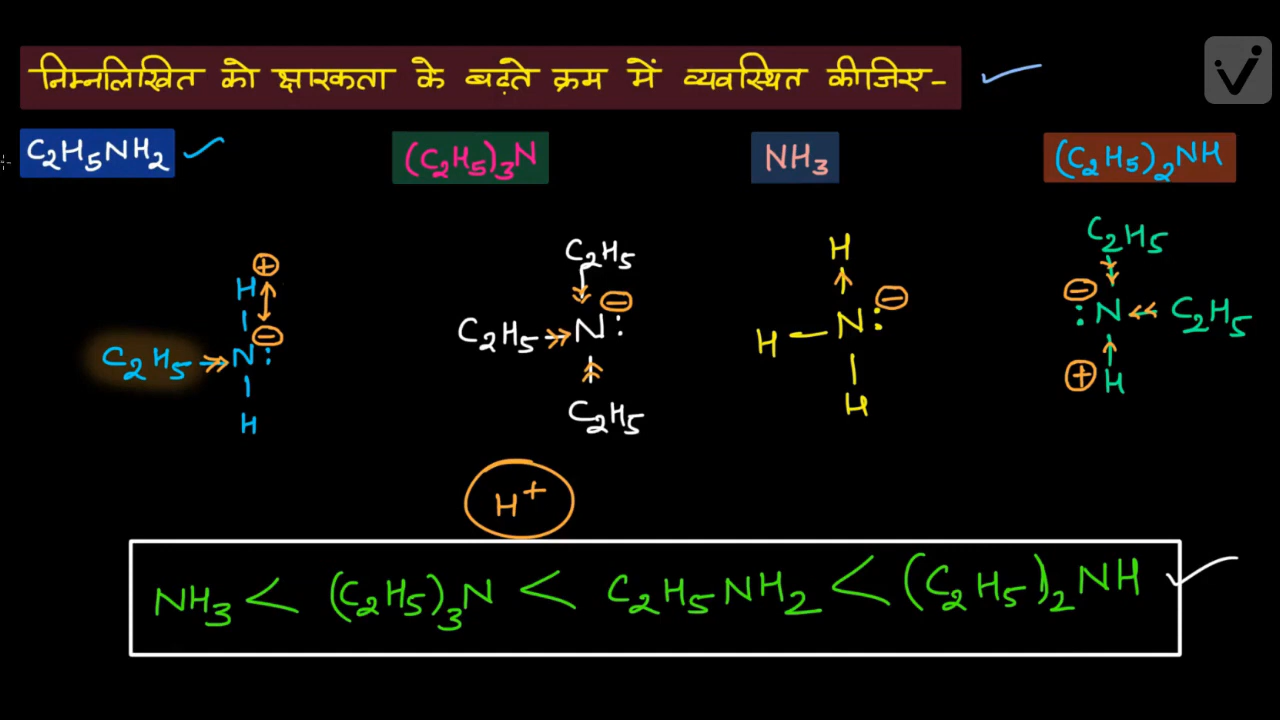 निम्नलिखित को क्षारकता के बढ़ते क्रम में व्यवस्थित कीजिए-
C₂H₅NH₂ (C₂H₅)₃N NH₃ (C₂H₅)₂NH
⊕
H
⊖
C₂H₅ N:
H
C₂H₅
⊖
C₂H₅ N:
C₂H₅
H
⊖
H N:
H
C₂H₅
⊖
:N C₂H₅
⊕ H
H⁺
NH₃ < (C₂H₅)₃N < C₂H₅NH₂ < (C₂H₅)₂NH